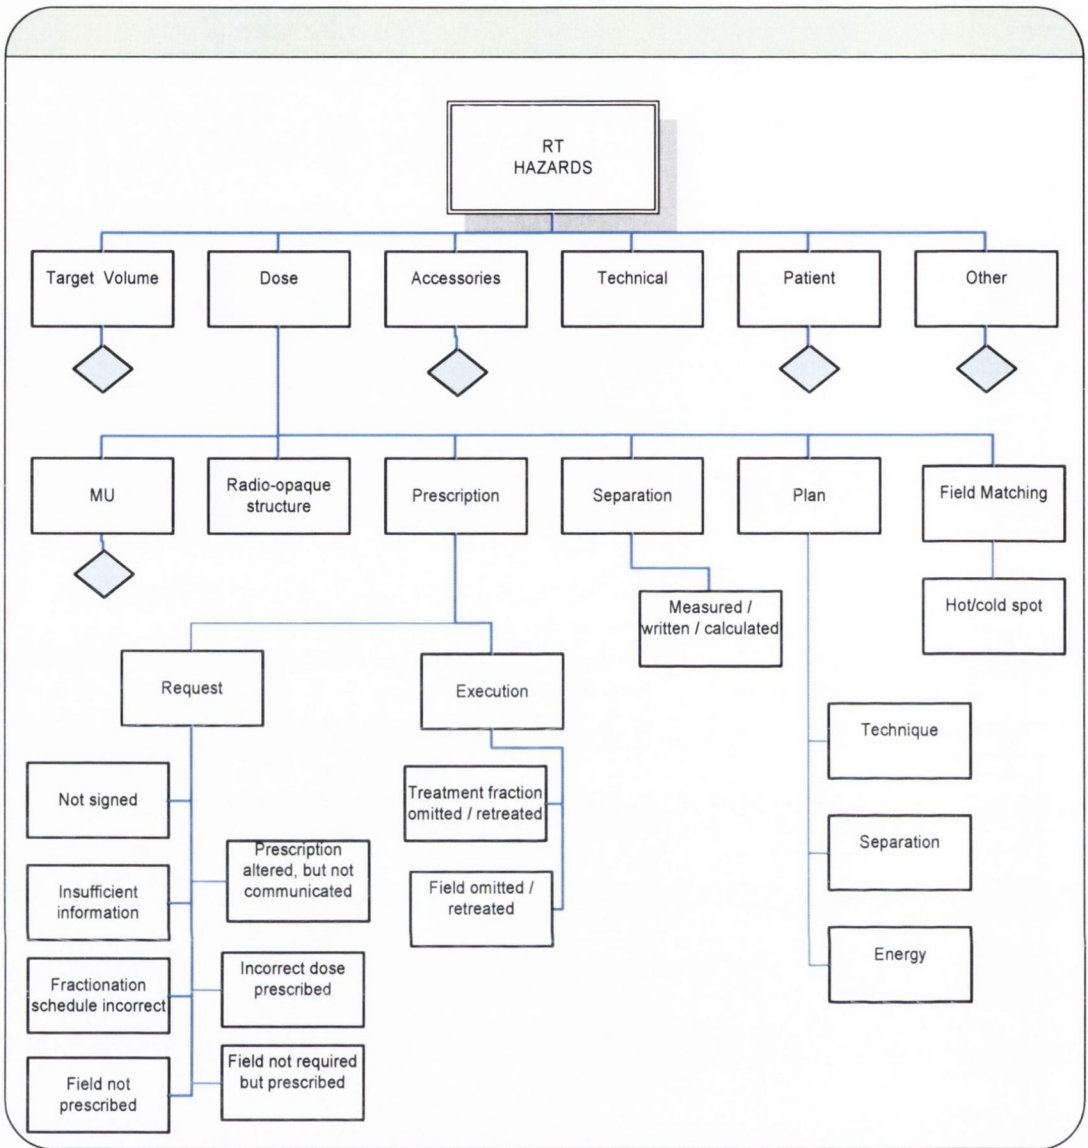 RT
HAZARDS
Target Volume
Dose
Accessories
Technical
Patient
Other
MU
Radio-opaque
structure
Prescription
Separation
Plan
Field Matching
Measured /
written / calculated
Hot/cold spot
Request
Execution
Technique
Not signed
Treatment fraction
omitted / retreated
Prescription
altered, but not
communicated
Separation
Insufficient
information
Field omitted /
retreated
Energy
Fractionation
schedule incorrect
Incorrect dose
prescribed
Field not
prescribed
Field not required
but prescribed